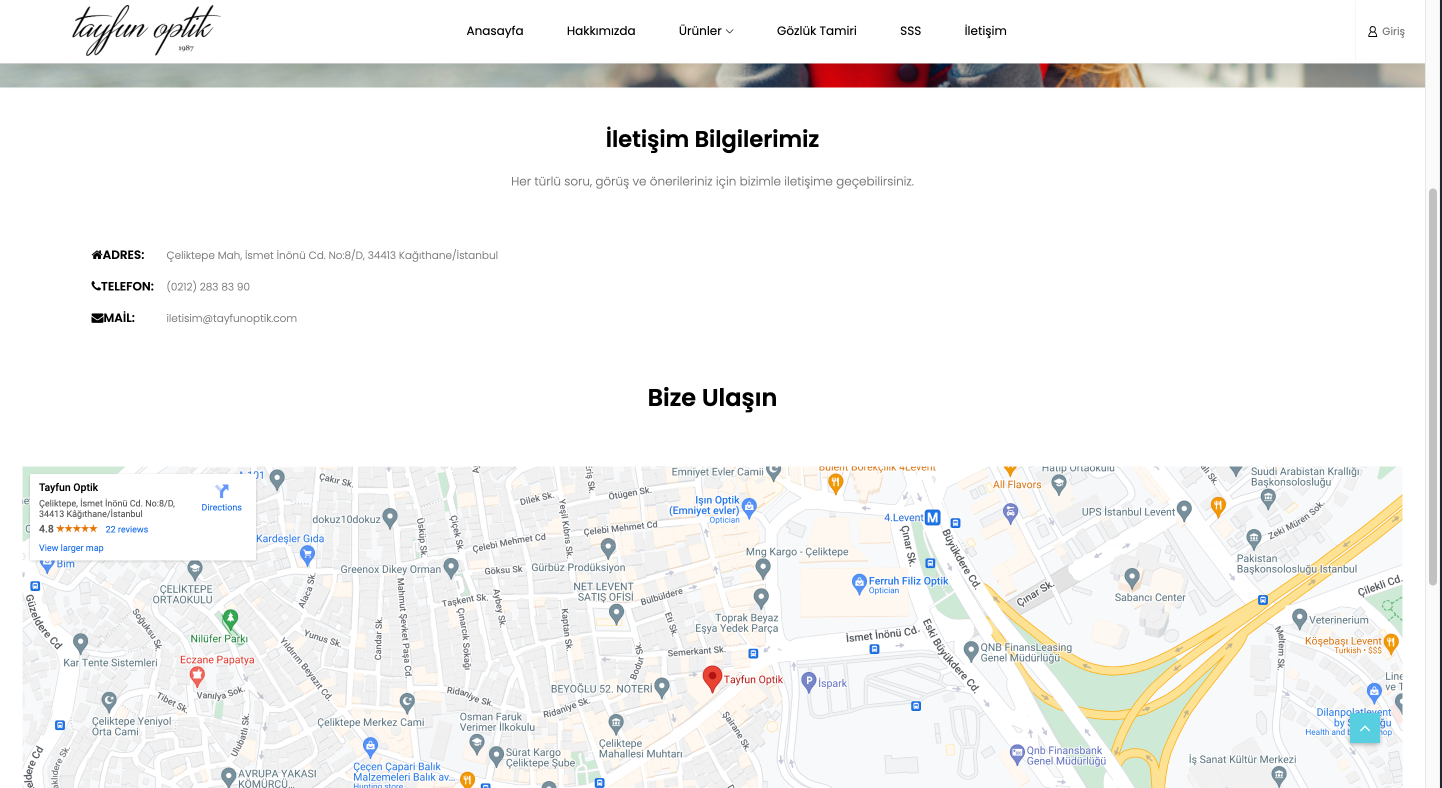 tayfun optik
1987
Anasayfa
Hakkımızda
Ürünler
Gözlük Tamiri
SSS
İletişim
Giriş
İletişim Bilgilerimiz
Her türlü soru, görüş ve önerileriniz için bizimle iletişime geçebilirsiniz.
ADRES: Çeliktepe Mah, İsmet İnönü Cd. No:8/D, 34413 Kağıthane/İstanbul
TELEFON: (0212) 283 83 90
MAİL: iletisim@tayfunoptik.com
Bize Ulaşın
Tayfun Optik
Çeliktepe, İsmet İnönü Cd. No:8/D,
34413 Kâğıthane/İstanbul
Directions
4.8 ★★★★★ 22 reviews
View larger map
Bim
Çakır Sk.
Dilek Sk.
Ötügen Sk.
Emniyet Evler Camii
Bülent Börekçilik 4Levent
All Flavors
Hatip Ortaokulu
Suudi Arabistan Krallığı
Başkonsolosluğu
dokuz10dokuz
Üsküp Sk.
Çiçek Sk.
Yeşil Kıbrıs Sk.
Çelebi Mehmet Cd
Çelebi Mehmet Cd
Işın Optik
(Emniyet evler)
Optician
4.Levent
M
UPS İstanbul Levent
Zeki Müren Sok.
Kardeşler Gıda
Greenox Dikey Orman
Göksu Sk.
Gürbüz Prodüksiyon
Mng Kargo - Çeliktepe
Çınar Sk.
Büyükdere Cd.
Pakistan
Başkonsolosluğu İstanbul
ÇELİKTEPE
ORTAOKULU
Aluca Sk.
Mahmut Şevket Paşa Cd.
Taşkent Sk.
Aybey Sk.
NET LEVENT
SATIŞ OFİSİ
Bülbüldere
Ferruh Filiz Optik
Optician
Çınar Sk.
Sabancı Center
Çilekli Cd.
Güzeldere Cd.
Soğuksu Sk.
Nilüfer Parkı
Kaptan Sk.
Eti Sk.
Toprak Beyaz
Eşya Yedek Parça
Veterinerium
Kar Tente Sistemleri
Yunus Sk.
Candar Sk.
Çıracık Sokağı
Semerkant Sk.
İsmet İnönü Cd.
Eski Büyükdere Cd.
QNB FinansLeasing
Genel Müdürlüğü
Meltem Sk.
Köşebaşı Levent
Turkish • $$$
Eczane Papatya
Yıldırım Beyazıt Cd.
Vanilya Sok.
Tibet Sk.
Ridaniye Sk.
Bodur Sk.
BEYOĞLU 52. NOTERİ
Tayfun Optik
P
İspark
Çeliktepe Yeniyol
Orta Cami
Ulubatlı Sk.
Çeliktepe Merkez Cami
Osman Faruk
Verimer İlkokulu
Ridaniye Sk.
Şairane Sk.
Çeliktepe
Mahallesi Muhtarı
Qnb Finansbank
Genel Müdürlüğü
İş Sanat Kültür Merkezi
AVRUPA YAKASI
KÖMÜRCÜ...
Çeçen Çapari Balık
Malzemeleri Balık av...
Hunting store
Sürat Kargo
Çeliktepe Şube